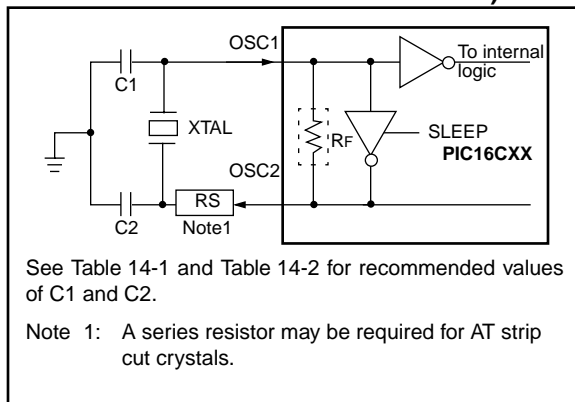 OSC1
To internal
logic
C1
XTAL
RF
SLEEP
PIC16CXX
OSC2
RS
C2
Note1
See Table 14-1 and Table 14-2 for recommended values
of C1 and C2.
Note 1: A series resistor may be required for AT strip
cut crystals.